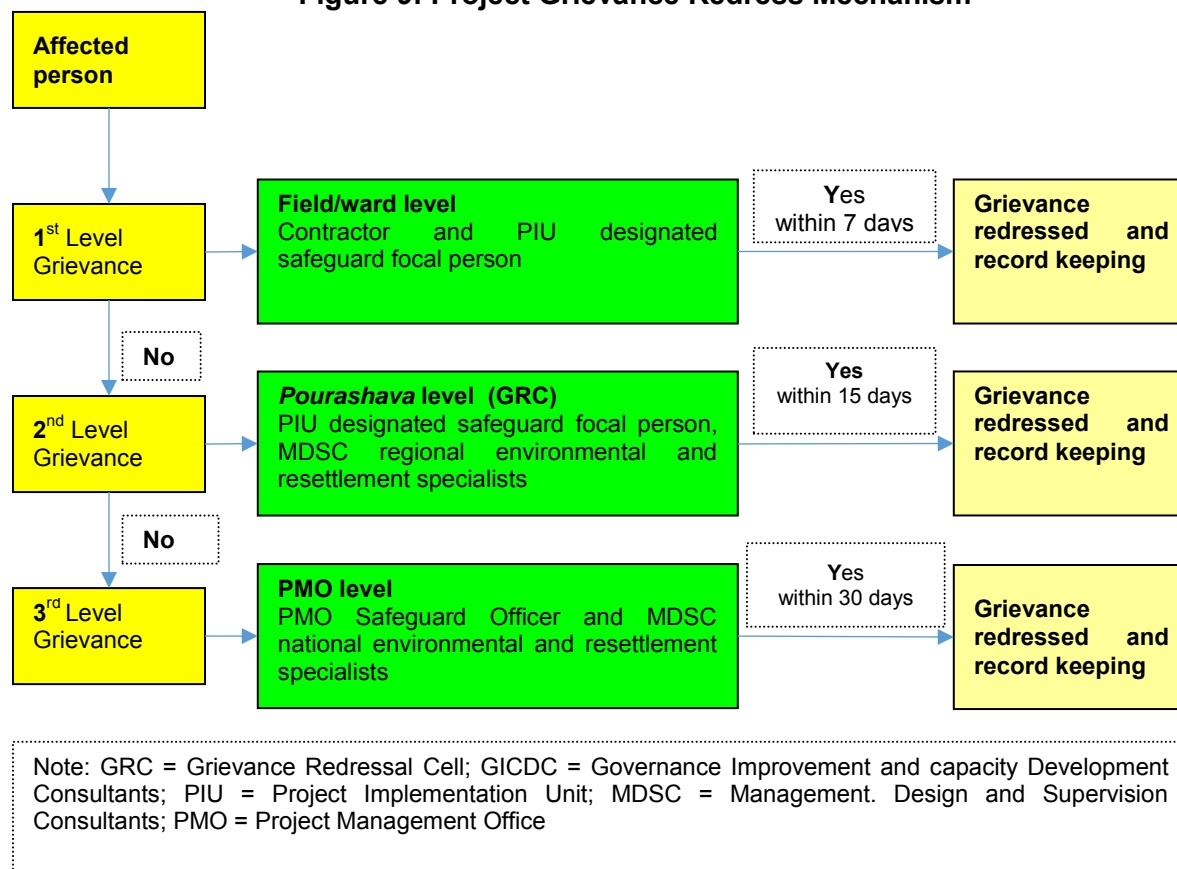 Project Grievance Redress Mechanism
Affected
person
1st Level
Grievance
Field/ward level
Contractor and PIU designated
safeguard focal person
Yes
within 7 days
Grievance
redressed and
record keeping
No
2nd Level
Grievance
Pourashava level (GRC)
PIU designated safeguard focal person,
MDSC regional environmental and
resettlement specialists
Yes
within 15 days
Grievance
redressed and
record keeping
No
3rd Level
Grievance
PMO level
PMO Safeguard Officer and MDSC
national environmental and resettlement
specialists
Yes
within 30 days
Grievance
redressed and
record keeping
Note: GRC = Grievance Redressal Cell; GICDC = Governance Improvement and capacity Development
Consultants; PIU = Project Implementation Unit; MDSC = Management. Design and Supervision
Consultants; PMO = Project Management Office